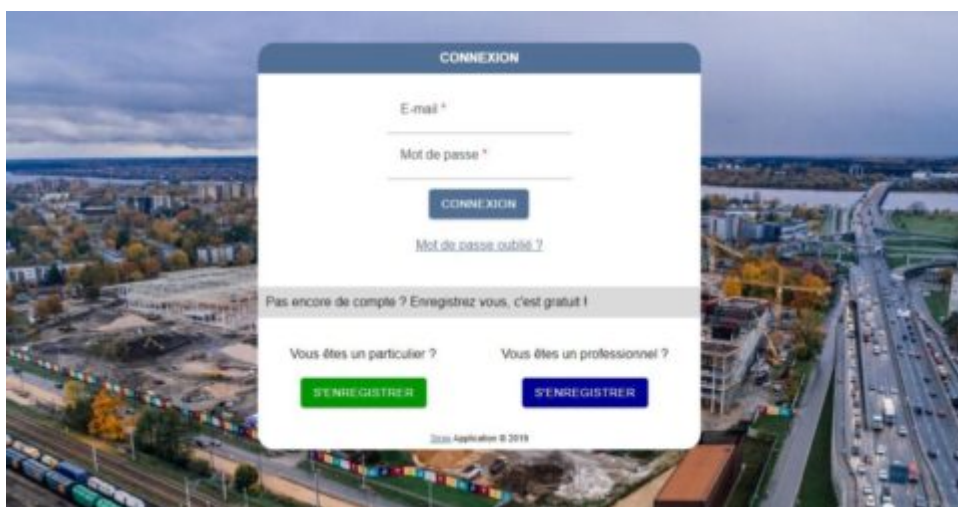 CONNEXION
E-mail *
Mot de passe *
CONNEXION
Mot de passe oublié ?
Pas encore de compte ? Enregistrez vous, c'est gratuit !
Vous êtes un particulier ? Vous êtes un professionnel ?
S'ENREGISTRER S'ENREGISTRER
Application © 2019